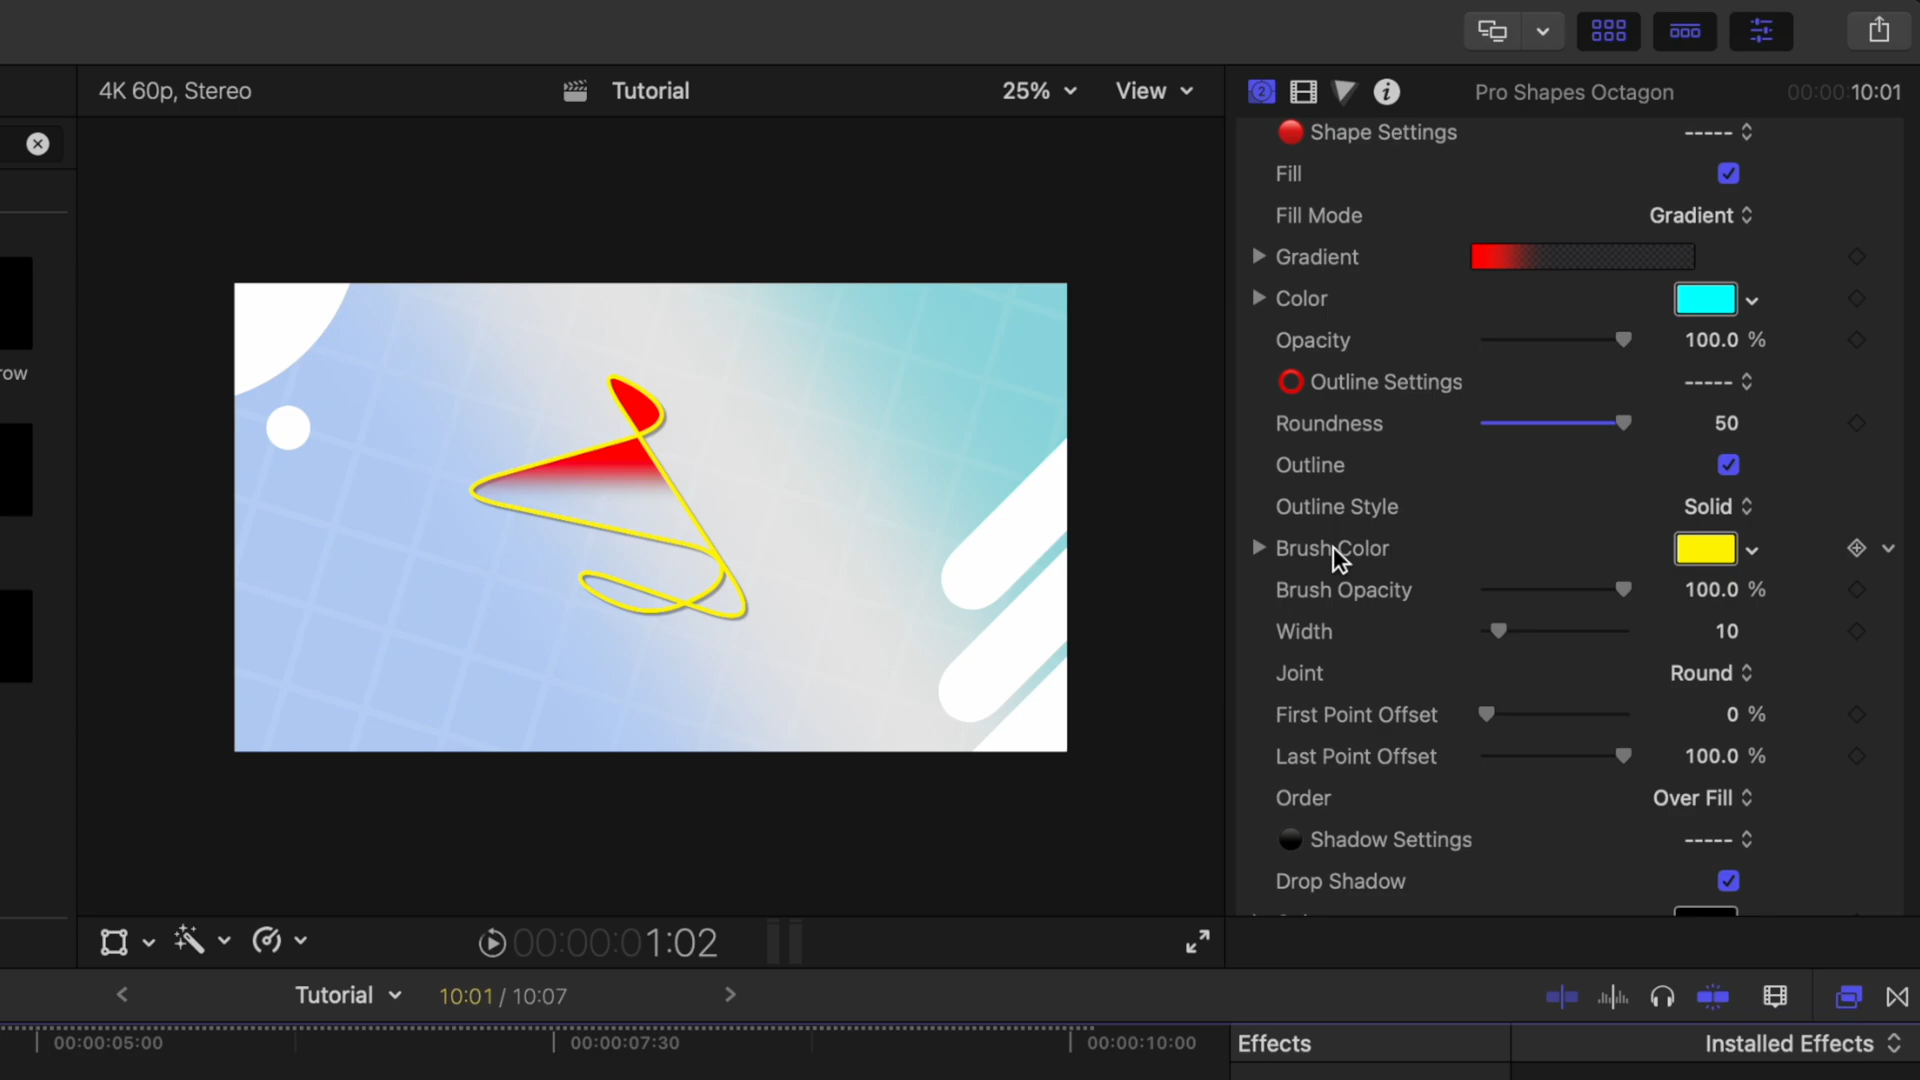 4K 60p, Stereo
Tutorial
25%
View
Pro Shapes Octagon
00:00:10:01
Shape Settings -----
Fill
Fill Mode Gradient
Gradient
Color
Opacity 100.0 %
Outline Settings -----
Roundness 50
Outline
Outline Style Solid
Brush Color
Brush Opacity 100.0 %
Width 10
Joint Round
First Point Offset 0 %
Last Point Offset 100.0 %
Order Over Fill
Shadow Settings -----
Drop Shadow
row
00:00:01:02
Tutorial
10:01 / 10:07
00:00:05:00
00:00:07:30
00:00:10:00
Effects
Installed Effects